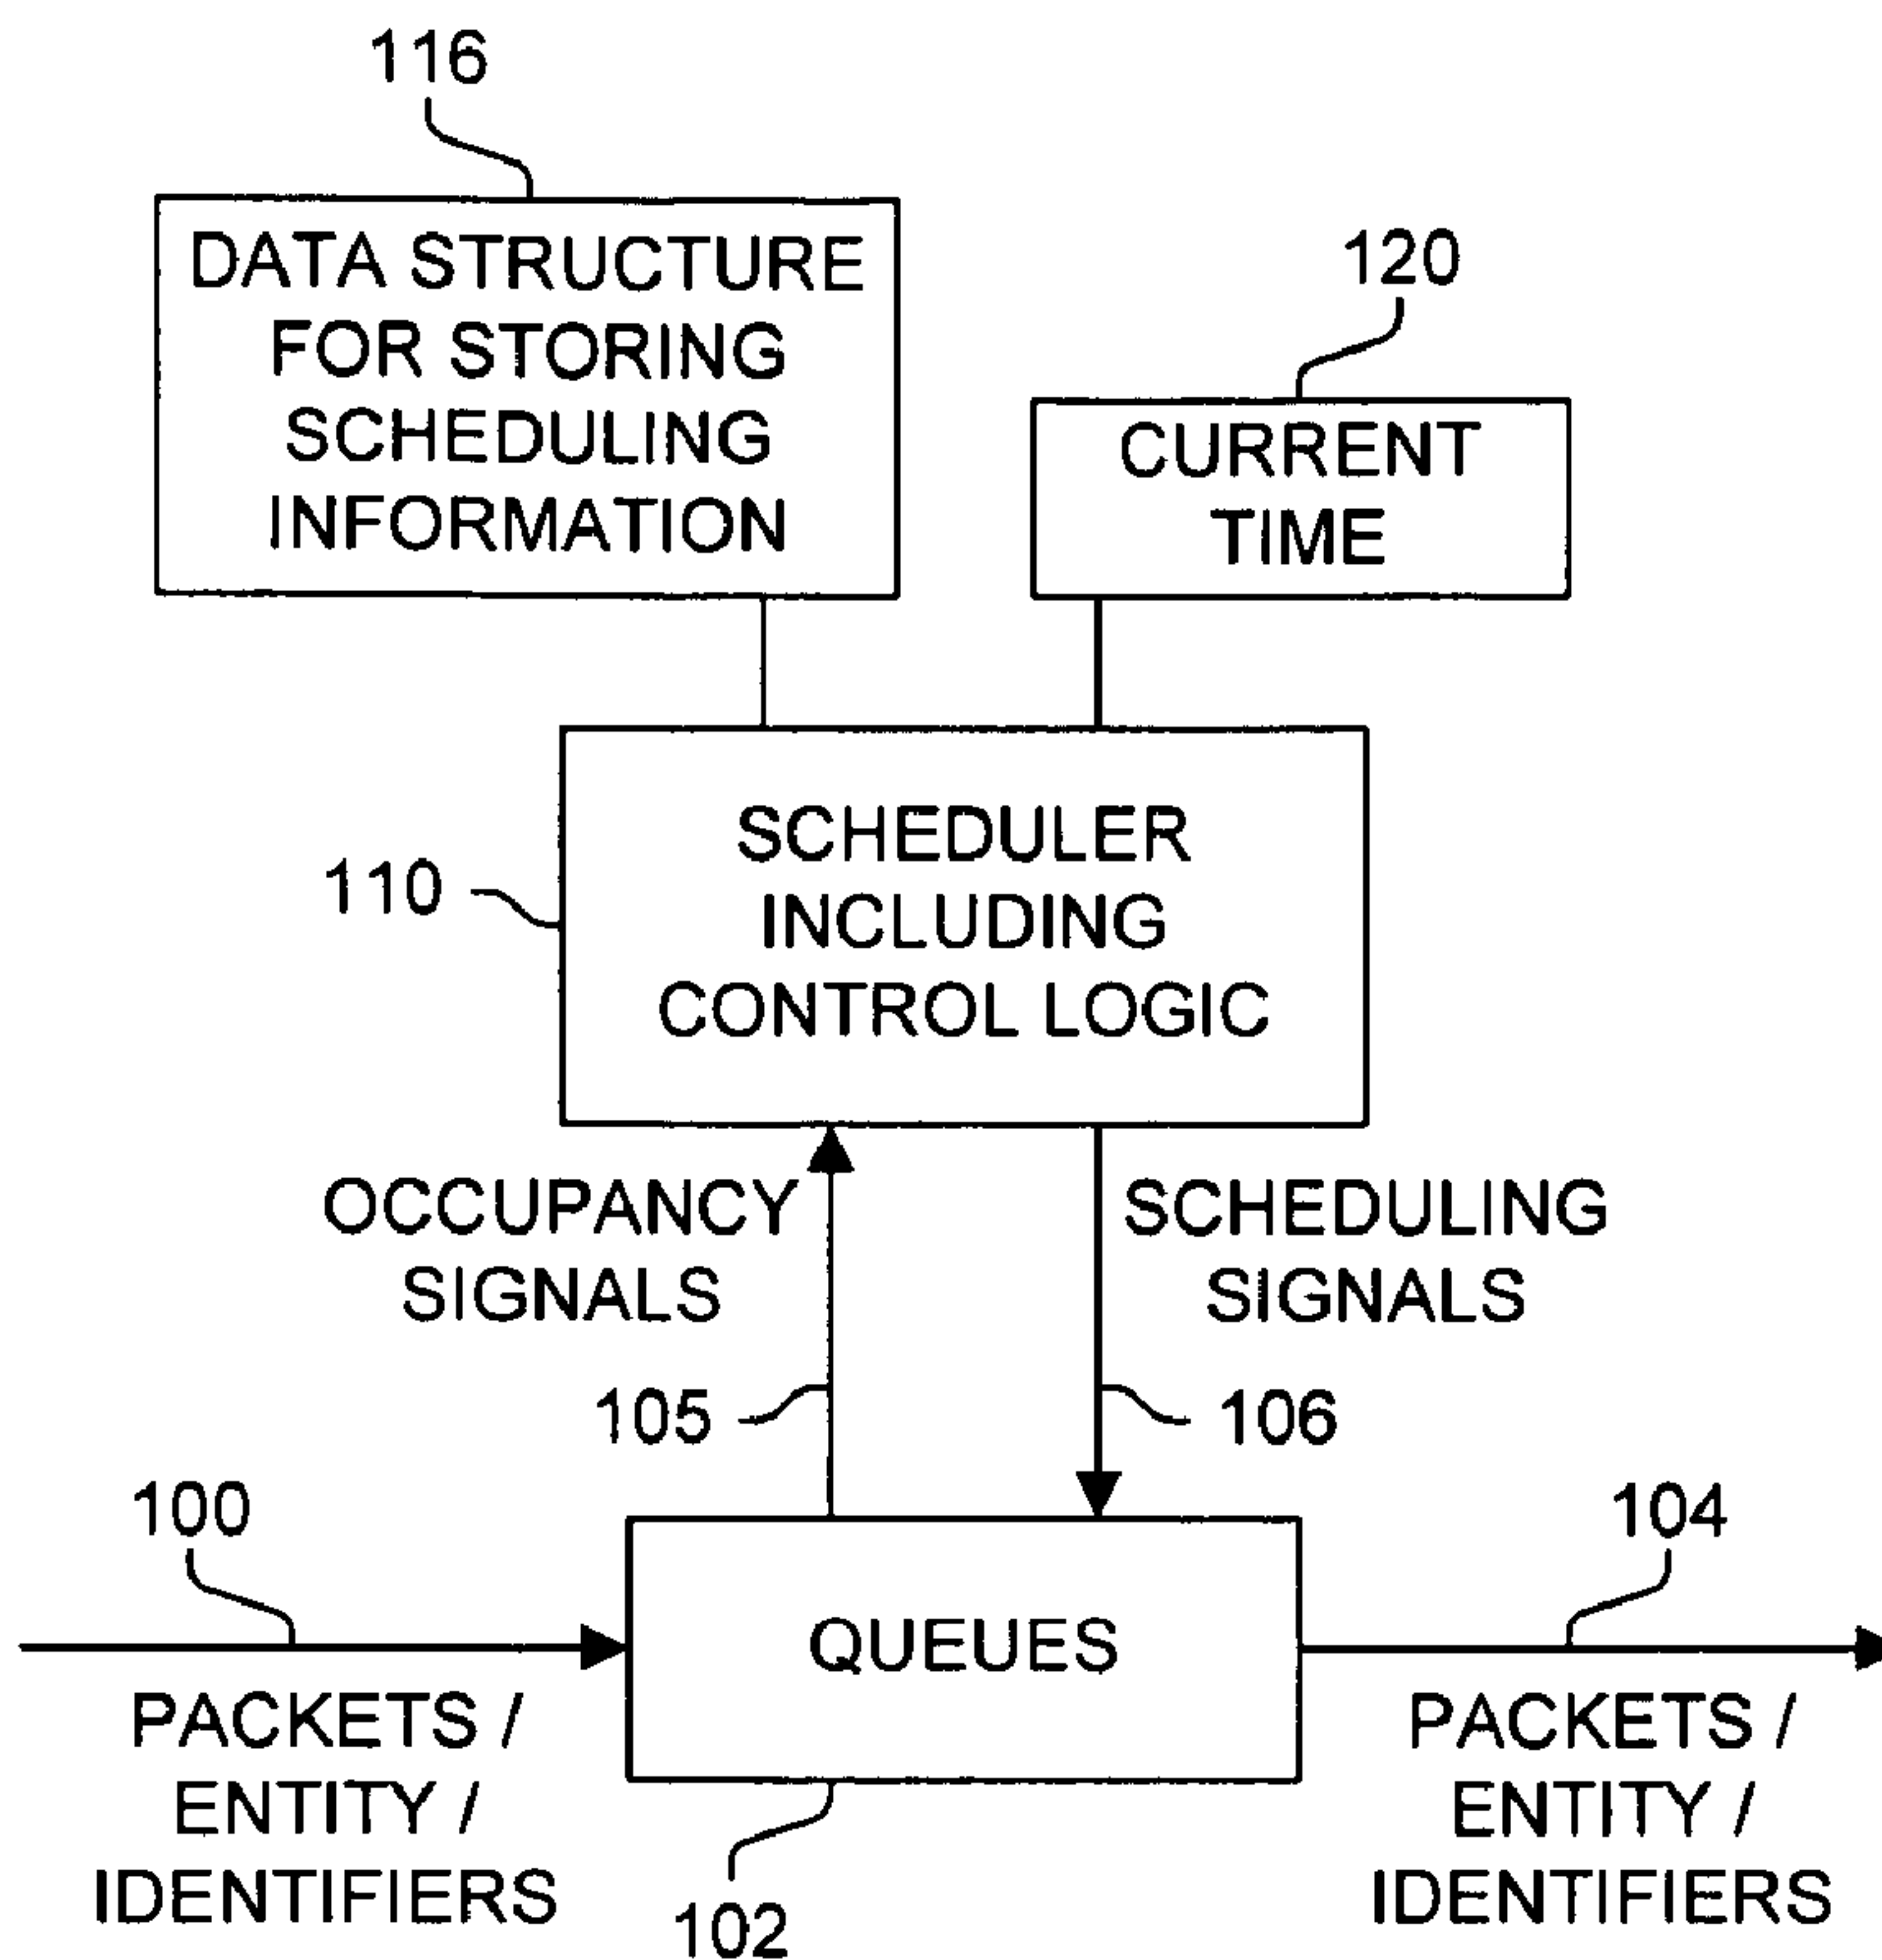 116
DATA STRUCTURE
FOR STORING
SCHEDULING
INFORMATION
120
CURRENT
TIME
110
SCHEDULER
INCLUDING
CONTROL LOGIC
OCCUPANCY
SIGNALS
SCHEDULING
SIGNALS
105
106
100
104
QUEUES
PACKETS /
ENTITY /
IDENTIFIERS
PACKETS /
ENTITY /
IDENTIFIERS
102